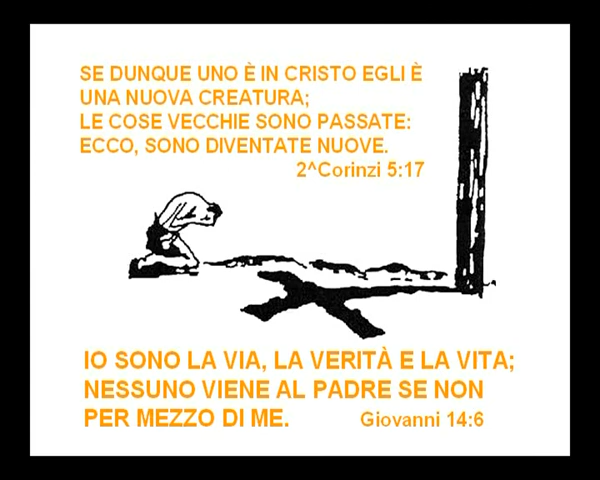 SE DUNQUE UNO È IN CRISTO EGLI È
UNA NUOVA CREATURA;
LE COSE VECCHIE SONO PASSATE:
ECCO, SONO DIVENTATE NUOVE.
2^Corinzi 5:17
IO SONO LA VIA, LA VERITÀ E LA VITA;
NESSUNO VIENE AL PADRE SE NON
PER MEZZO DI ME. Giovanni 14:6